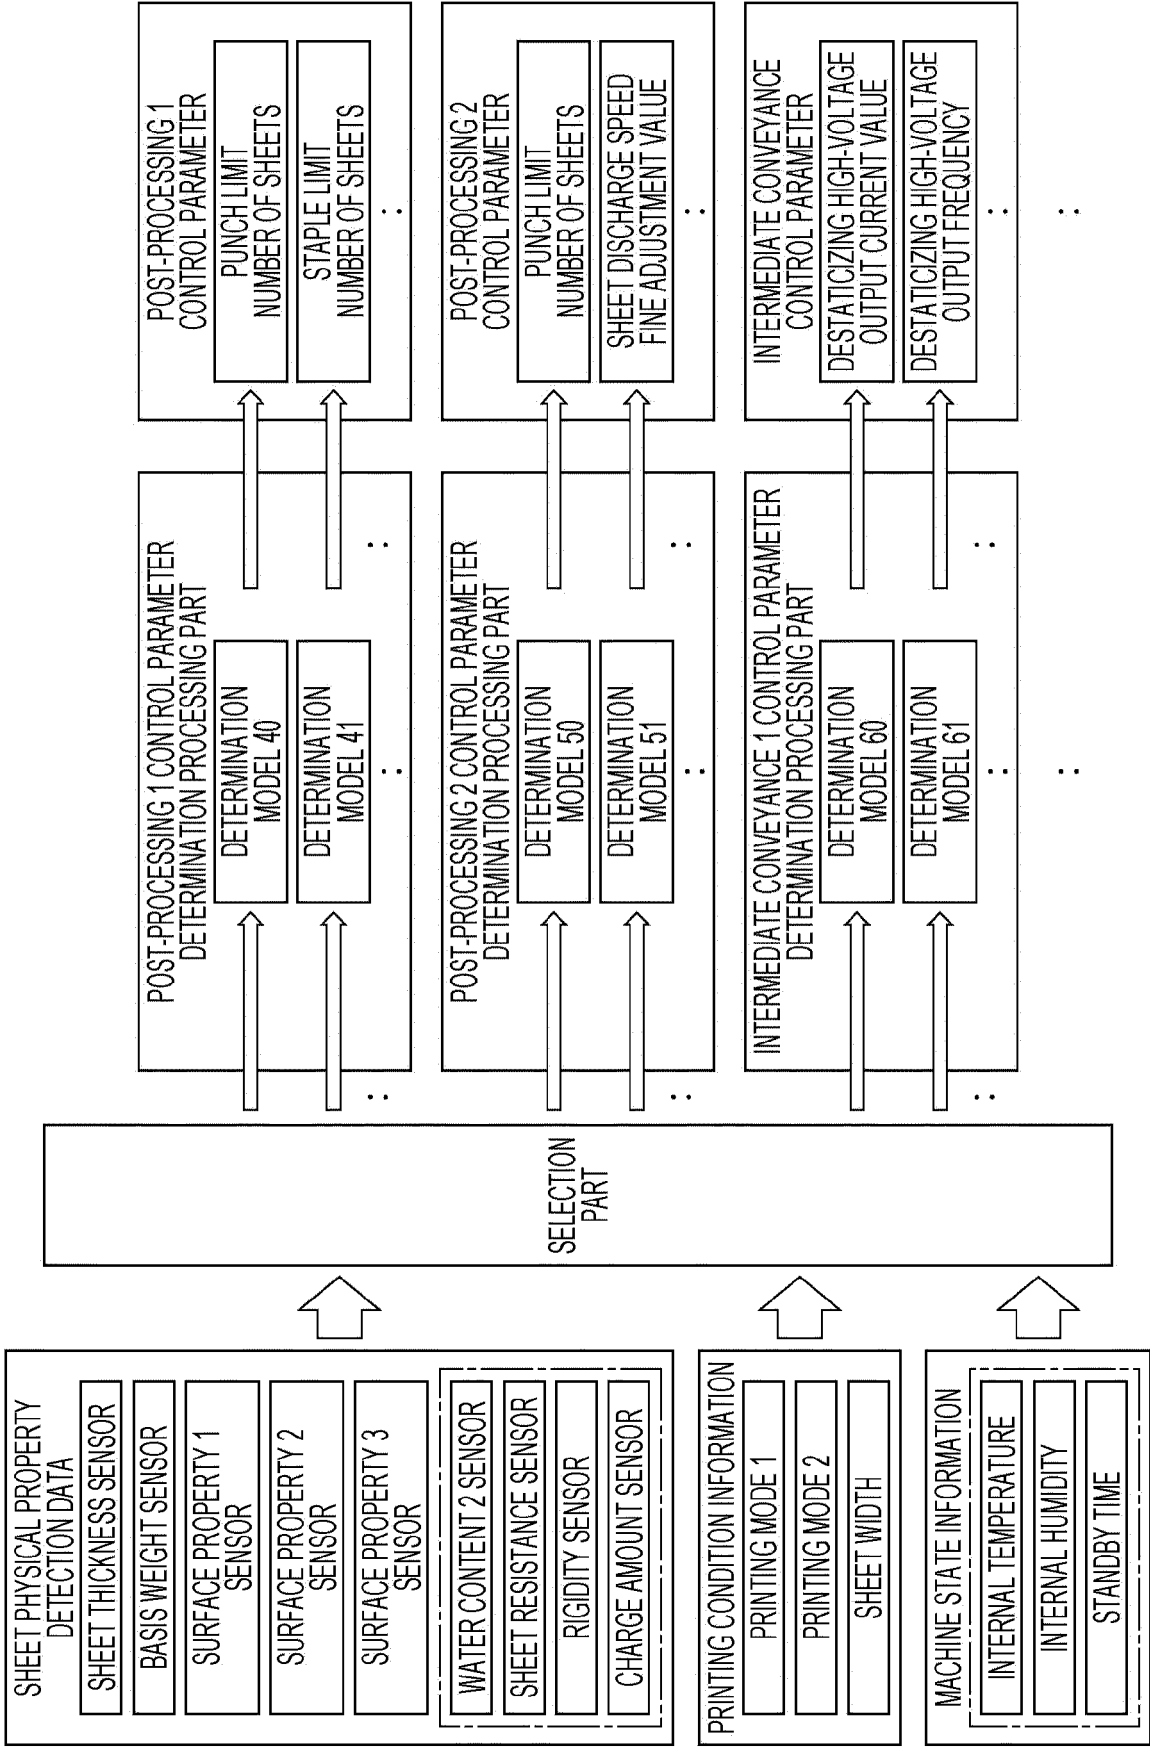 SHEET PHYSICAL PROPERTY
DETECTION DATA
SHEET THICKNESS SENSOR
BASIS WEIGHT SENSOR
SURFACE PROPERTY 1
SENSOR
SURFACE PROPERTY 2
SENSOR
SURFACE PROPERTY 3
SENSOR
WATER CONTENT 2 SENSOR
SHEET RESISTANCE SENSOR
RIGIDITY SENSOR
CHARGE AMOUNT SENSOR
PRINTING CONDITION INFORMATION
PRINTING MODE 1
PRINTING MODE 2
SHEET WIDTH
MACHINE STATE INFORMATION
INTERNAL TEMPERATURE
INTERNAL HUMIDITY
STANDBY TIME
SELECTION
PART
POST-PROCESSING 1 CONTROL PARAMETER
DETERMINATION PROCESSING PART
DETERMINATION
MODEL 40
DETERMINATION
MODEL 41
POST-PROCESSING 2 CONTROL PARAMETER
DETERMINATION PROCESSING PART
DETERMINATION
MODEL 50
DETERMINATION
MODEL 51
INTERMEDIATE CONVEYANCE 1 CONTROL PARAMETER
DETERMINATION PROCESSING PART
DETERMINATION
MODEL 60
DETERMINATION
MODEL 61
POST-PROCESSING 1
CONTROL PARAMETER
PUNCH LIMIT
NUMBER OF SHEETS
STAPLE LIMIT
NUMBER OF SHEETS
POST-PROCESSING 2
CONTROL PARAMETER
PUNCH LIMIT
NUMBER OF SHEETS
SHEET DISCHARGE SPEED
FINE ADJUSTMENT VALUE
INTERMEDIATE CONVEYANCE
CONTROL PARAMETER
DESTATICIZING HIGH-VOLTAGE
OUTPUT CURRENT VALUE
DESTATICIZING HIGH-VOLTAGE
OUTPUT FREQUENCY